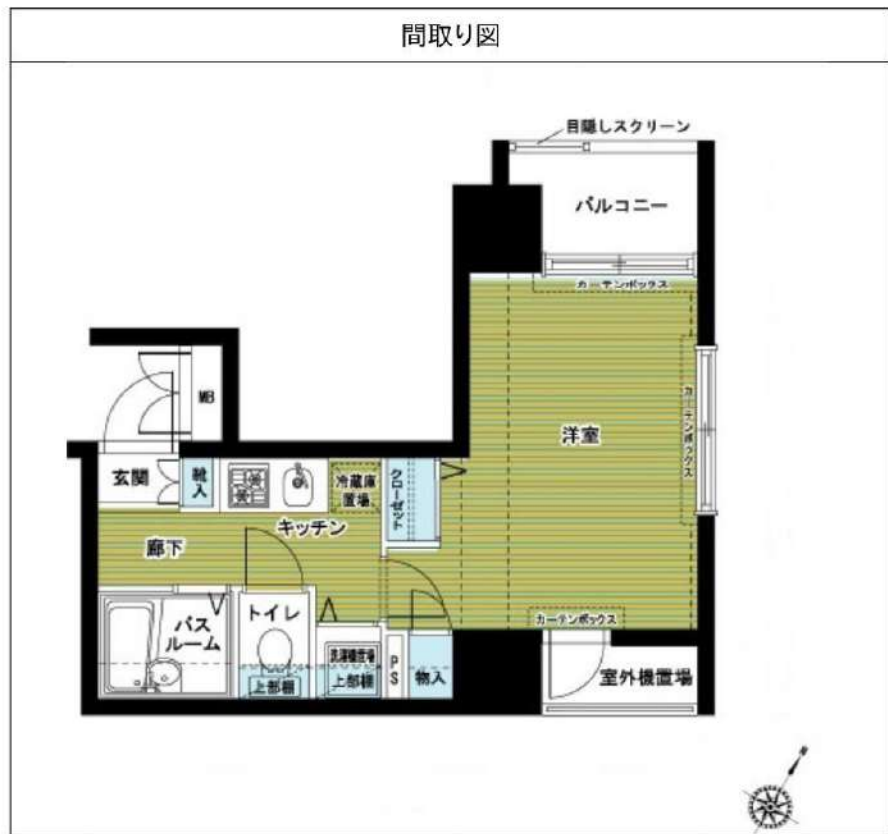 間取り図
目隠しスクリーン
バルコニー
カーテンボックス
MB
カーテンボックス
洋室
玄関
靴入
冷蔵庫
置場
クローゼット
キッチン
廊下
バス
ルーム
トイレ
上部棚
洗濯機置場
上部棚
PS
物入
カーテンボックス
室外機置場
N